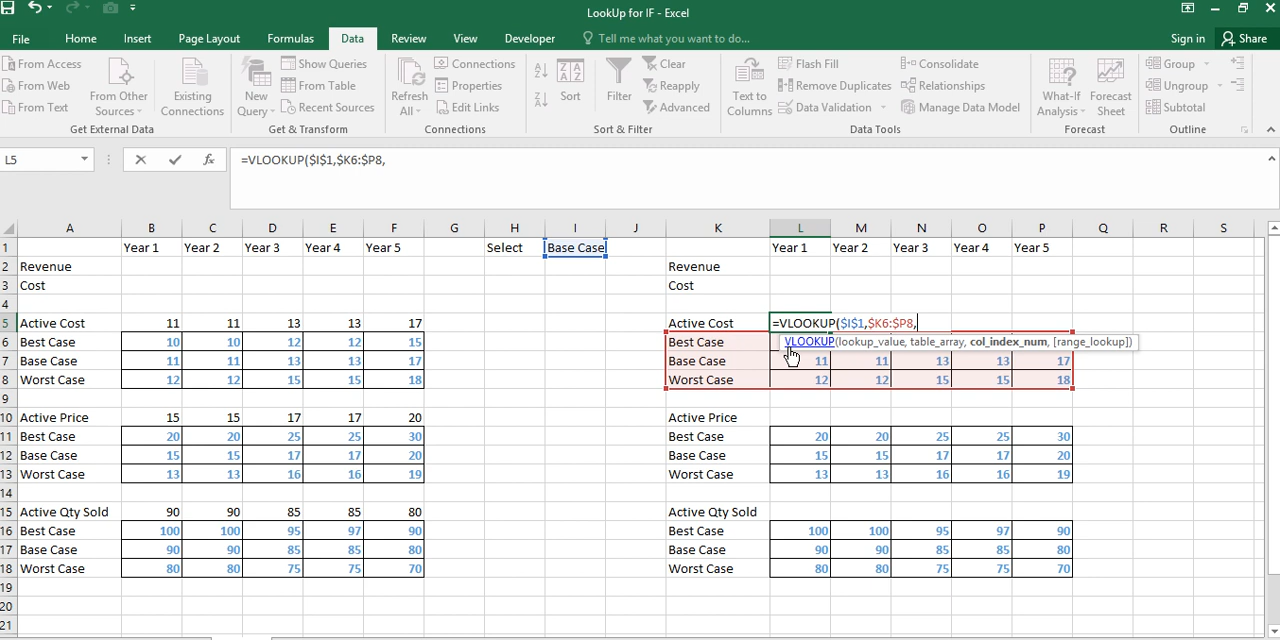 LookUp for IF - Excel
File Home Insert Page Layout Formulas Data Review View Developer Tell me what you want to do... Sign in Share
From Access
From Web
From Text
From Other Sources
Existing Connections
Get External Data
New Query
Show Queries
From Table
Recent Sources
Get & Transform
Refresh All
Connections
Properties
Edit Links
Connections
Sort
Filter
Clear
Reapply
Advanced
Sort & Filter
Text to Columns
Flash Fill
Remove Duplicates
Data Validation
Consolidate
Relationships
Manage Data Model
Data Tools
What-If Analysis
Forecast Sheet
Forecast
Group
Ungroup
Subtotal
Outline
L5 fx =VLOOKUP($I$1,$K6:$P8,
A B C D E F G H I J K L M N O P Q R S
1 Year 1 Year 2 Year 3 Year 4 Year 5 Select Base Case Year 1 Year 2 Year 3 Year 4 Year 5
2 Revenue Revenue
3 Cost Cost
4
5 Active Cost 11 11 13 13 17 Active Cost =VLOOKUP($I$1,$K6:$P8,
6 Best Case 10 10 12 12 15 Best Case
VLOOKUP(lookup_value, table_array, col_index_num, [range_lookup])
7 Base Case 11 11 13 13 17 Base Case 11 11 13 13 17
8 Worst Case 12 12 15 15 18 Worst Case 12 12 15 15 18
9
10 Active Price 15 15 17 17 20 Active Price
11 Best Case 20 20 25 25 30 Best Case 20 20 25 25 30
12 Base Case 15 15 17 17 20 Base Case 15 15 17 17 20
13 Worst Case 13 13 16 16 19 Worst Case 13 13 16 16 19
14
15 Active Qty Sold 90 90 85 85 80 Active Qty Sold
16 Best Case 100 100 95 97 90 Best Case 100 100 95 97 90
17 Base Case 90 90 85 85 80 Base Case 90 90 85 85 80
18 Worst Case 80 80 75 75 70 Worst Case 80 80 75 75 70
19
20
21